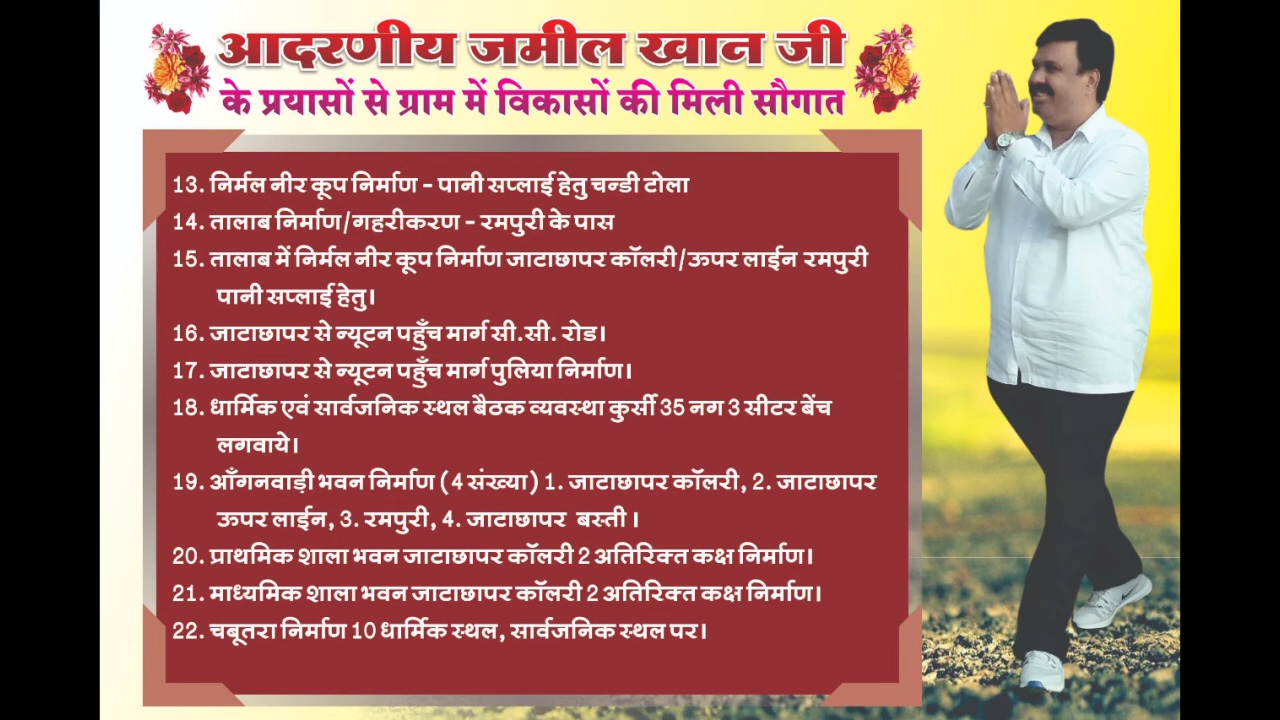 आदरणीय जमील खान जी
के प्रयासों से ग्राम में विकासों की मिली सौगात
13. निर्मल नीर कूप निर्माण - पानी सप्लाई हेतु चन्डी टोला
14. तालाब निर्माण/गहरीकरण - रमपुरी के पास
15. तालाब में निर्मल नीर कूप निर्माण जाटाछापर कॉलरी/ऊपर लाईन रमपुरी
पानी सप्लाई हेतु।
16. जाटाछापर से न्यूटन पहुँच मार्ग सी.सी. रोड।
17. जाटाछापर से न्यूटन पहुँच मार्ग पुलिया निर्माण।
18. धार्मिक एवं सार्वजनिक स्थल बैठक व्यवस्था कुर्सी 35 नग 3 सीटर बेंच
लगवाये।
19. आँगनवाड़ी भवन निर्माण (4 संख्या) 1. जाटाछापर कॉलरी, 2. जाटाछापर
ऊपर लाईन, 3. रमपुरी, 4. जाटाछापर बस्ती ।
20. प्राथमिक शाला भवन जाटाछापर कॉलरी 2 अतिरिक्त कक्ष निर्माण।
21. माध्यमिक शाला भवन जाटाछापर कॉलरी 2 अतिरिक्त कक्ष निर्माण।
22. चबूतरा निर्माण 10 धार्मिक स्थल, सार्वजनिक स्थल पर।